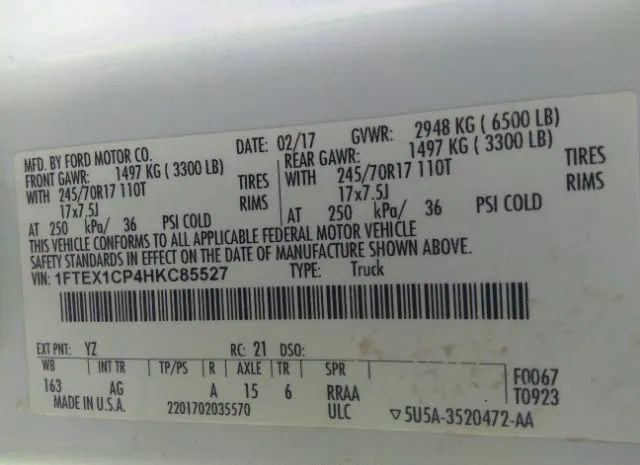 MFD. BY FORD MOTOR CO. DATE: 02/17 GVWR: 2948 KG ( 6500 LB)
FRONT GAWR: 1497 KG ( 3300 LB) REAR GAWR: 1497 KG ( 3300 LB)
WITH 245/70R17 110T TIRES WITH 245/70R17 110T TIRES
17x7.5J RIMS 17x7.5J RIMS
AT 250 kPa/ 36 PSI COLD AT 250 kPa/ 36 PSI COLD
THIS VEHICLE CONFORMS TO ALL APPLICABLE FEDERAL MOTOR VEHICLE
SAFETY STANDARDS IN EFFECT ON THE DATE OF MANUFACTURE SHOWN ABOVE.
VIN: 1FTEX1CP4HKC85527 TYPE: Truck
EXT PNT: YZ RC: 21 DSO:
WB INT TR TP/PS R AXLE TR SPR F0067
163 AG A 15 6 RRAA T0923
MADE IN U.S.A. 2201702035570 ULC ▽5U5A-3520472-AA